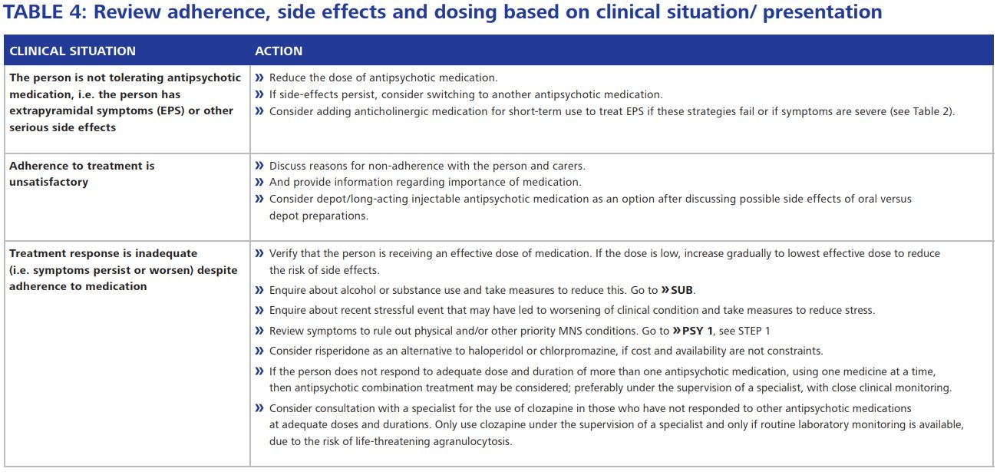 TABLE 4: Review adherence, side effects and dosing based on clinical situation/ presentation
CLINICAL SITUATION
ACTION
The person is not tolerating antipsychotic
medication, i.e. the person has
extrapyramidal symptoms (EPS) or other
serious side effects
» Reduce the dose of antipsychotic medication.
» If side-effects persist, consider switching to another antipsychotic medication.
» Consider adding anticholinergic medication for short-term use to treat EPS if these strategies fail or if symptoms are severe (see Table 2).
Adherence to treatment is
unsatisfactory
» Discuss reasons for non-adherence with the person and carers.
» And provide information regarding importance of medication.
» Consider depot/long-acting injectable antipsychotic medication as an option after discussing possible side effects of oral versus
depot preparations.
Treatment response is inadequate
(i.e. symptoms persist or worsen) despite
adherence to medication
» Verify that the person is receiving an effective dose of medication. If the dose is low, increase gradually to lowest effective dose to reduce
the risk of side effects.
» Enquire about alcohol or substance use and take measures to reduce this. Go to »SUB.
» Enquire about recent stressful event that may have led to worsening of clinical condition and take measures to reduce stress.
» Review symptoms to rule out physical and/or other priority MNS conditions. Go to »PSY 1, see STEP 1
» Consider risperidone as an alternative to haloperidol or chlorpromazine, if cost and availability are not constraints.
» If the person does not respond to adequate dose and duration of more than one antipsychotic medication, using one medicine at a time,
then antipsychotic combination treatment may be considered; preferably under the supervision of a specialist, with close clinical monitoring.
» Consider consultation with a specialist for the use of clozapine in those who have not responded to other antipsychotic medications
at adequate doses and durations. Only use clozapine under the supervision of a specialist and only if routine laboratory monitoring is available,
due to the risk of life-threatening agranulocytosis.